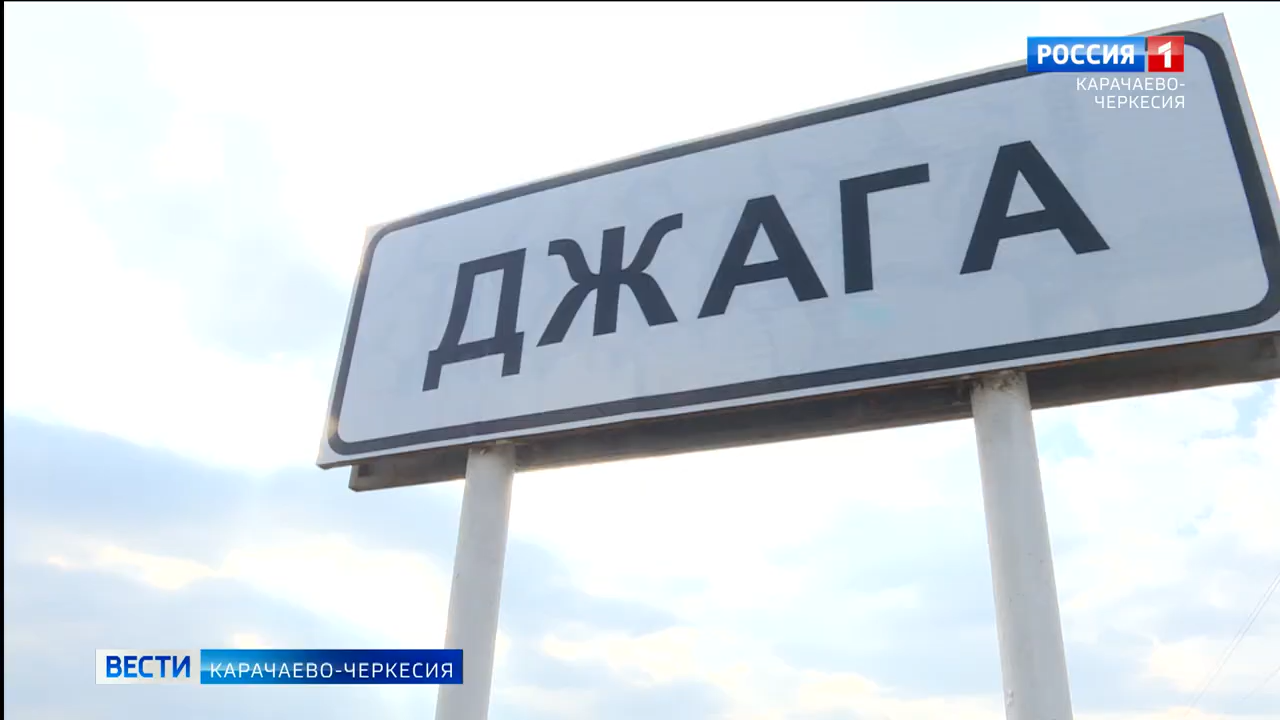 РОССИЯ 1
КАРАЧАЕВО-
ЧЕРКЕСИЯ
ДЖАГА
ВЕСТИ КАРАЧАЕВО-ЧЕРКЕСИЯ